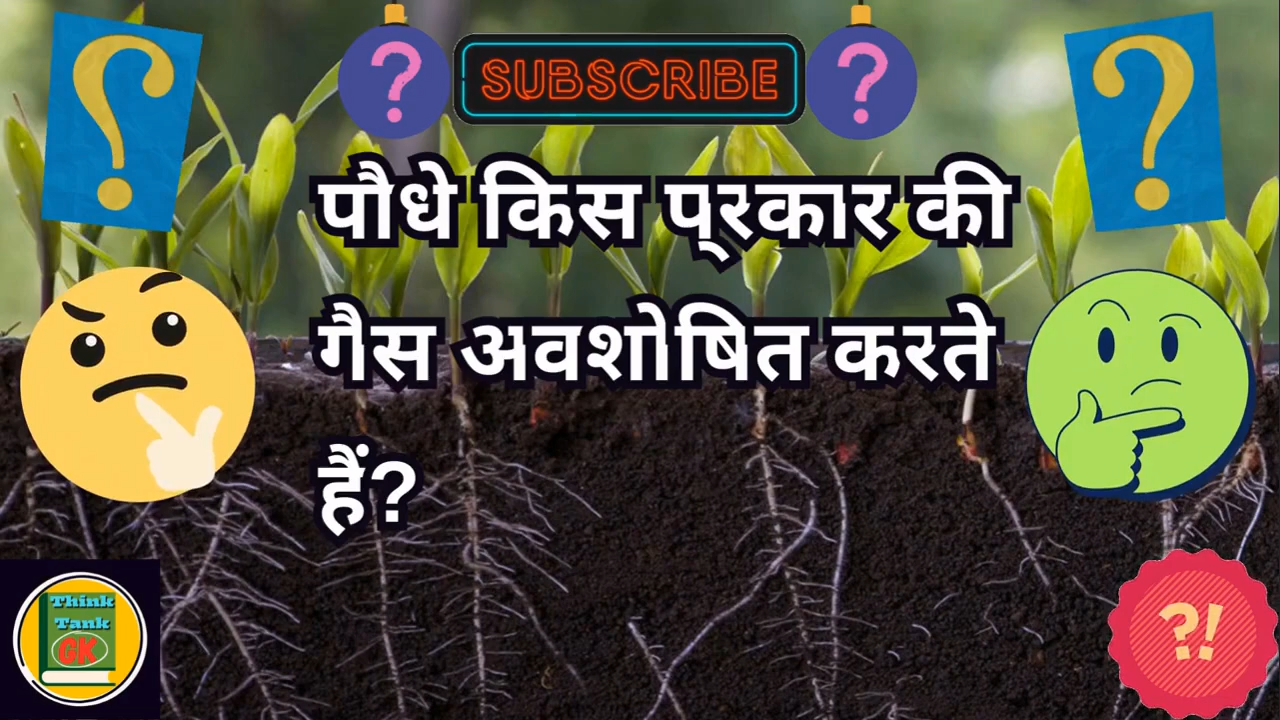 SUBSCRIBE
पौधे किस प्रकार की
गैस अवशोषित करते
हैं?
Think
Tank
GK
?!